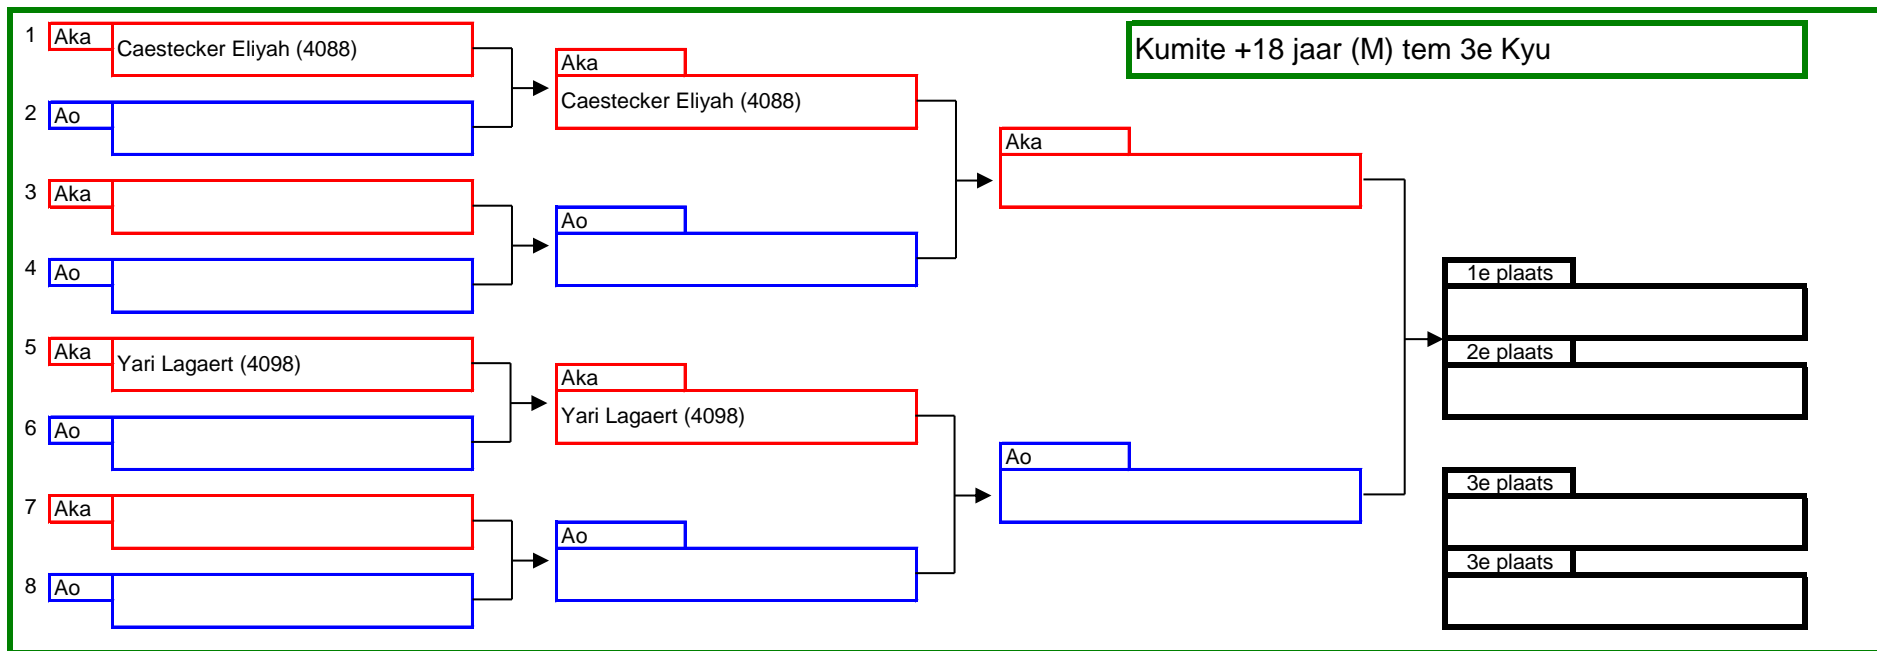 Kumite +18 jaar (M) tem 3e Kyu
1 Aka
Caestecker Eliyah (4088)
2 Ao
3 Aka
4 Ao
5 Aka
Yari Lagaert (4098)
6 Ao
7 Aka
8 Ao
Aka
Caestecker Eliyah (4088)
Ao
Aka
Yari Lagaert (4098)
Ao
Aka
Ao
1e plaats
2e plaats
3e plaats
3e plaats